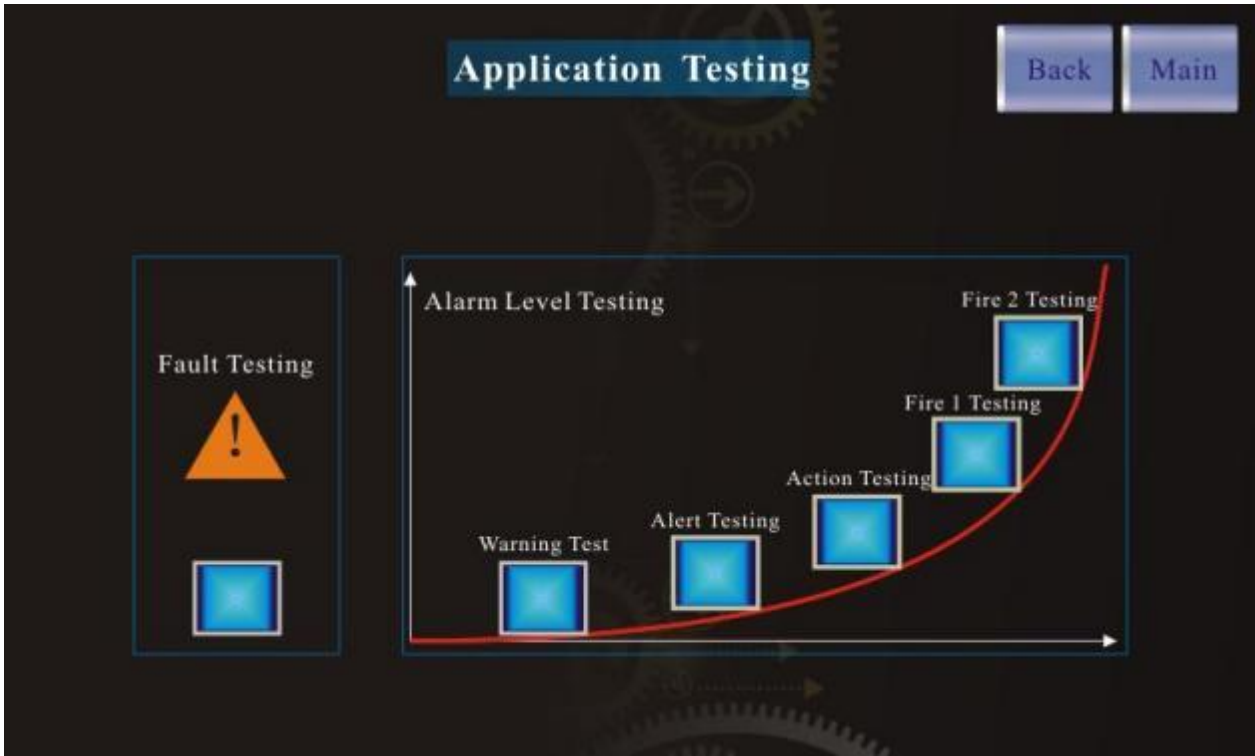 Application Testing
Back
Main
Alarm Level Testing
Fire 2 Testing
Fault Testing
!
Fire 1 Testing
Action Testing
Alert Testing
Warning Test